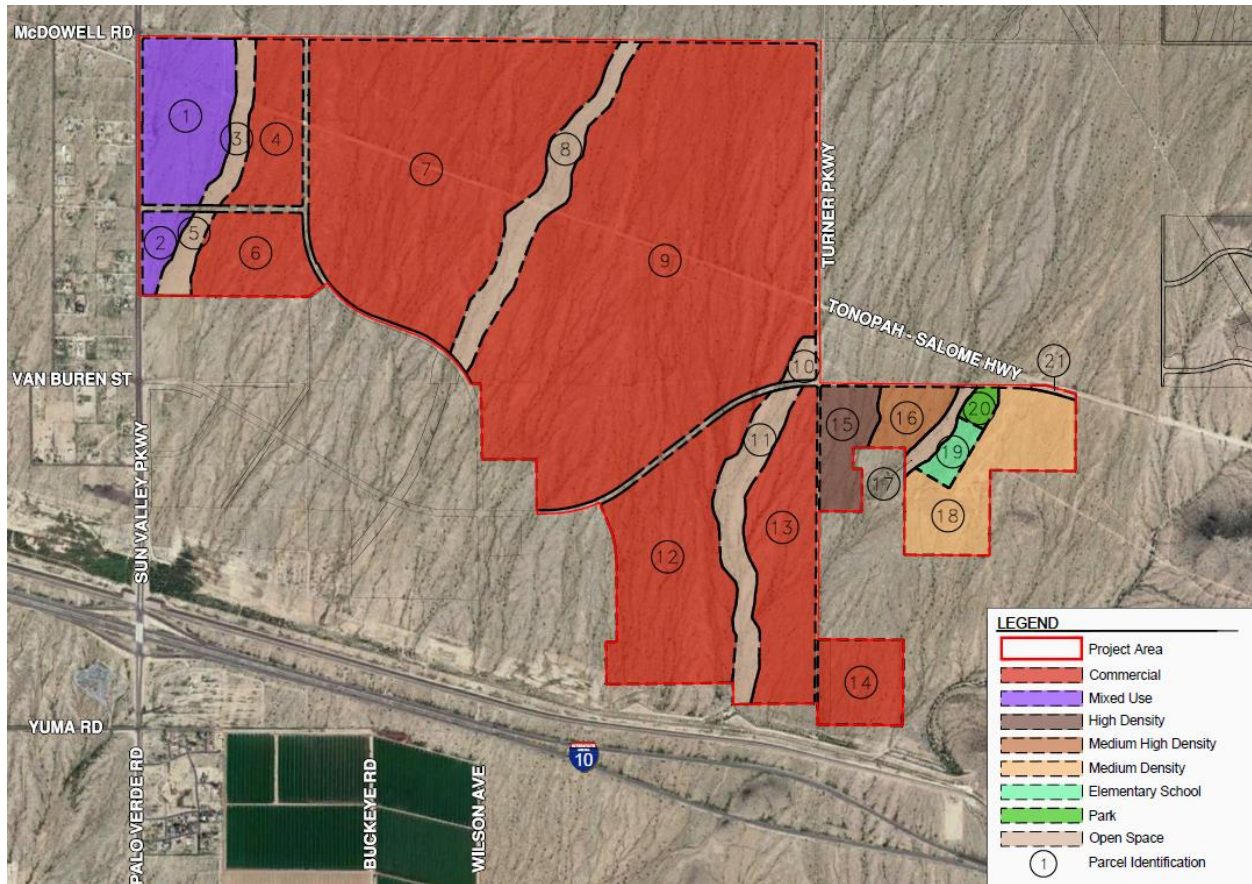 McDOWELL RD
1
3
4
7
8
TURNER PKWY
2
5
6
9
TONOPAH - SALOME HWY
10
21
VAN BUREN ST
15
16
20
11
19
17
18
SUN VALLEY PKWY
12
13
14
YUMA RD
PALO VERDE RD
BUCKEYE RD
WILSON AVE
INTERSTATE
10
LEGEND
Project Area
Commercial
Mixed Use
High Density
Medium High Density
Medium Density
Elementary School
Park
Open Space
1
Parcel Identification